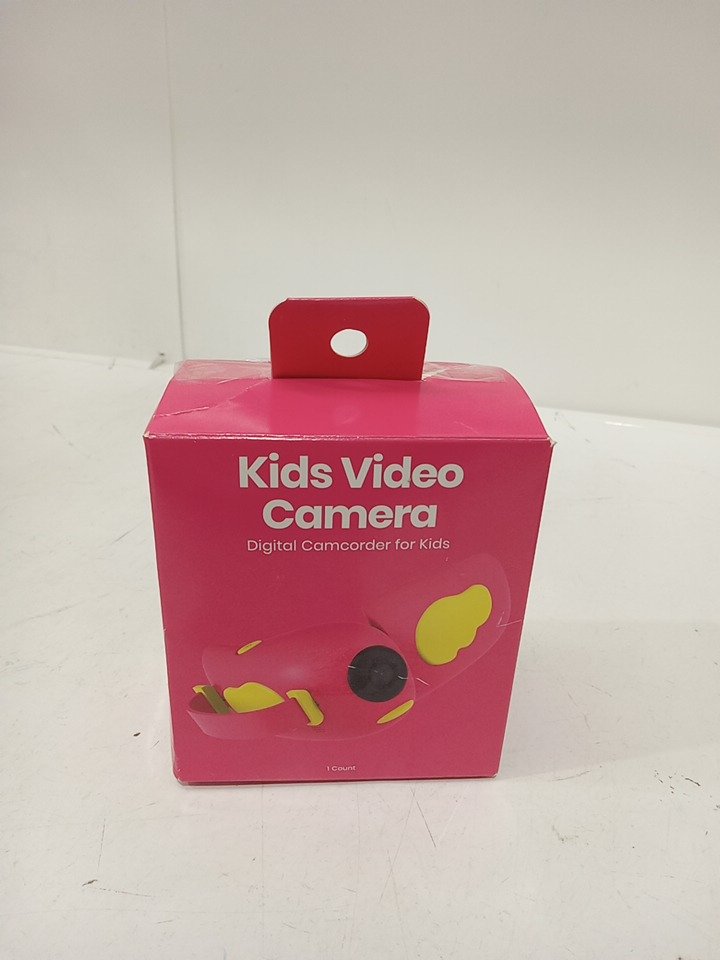 Kids Video
Camera
Digital Camcorder for Kids
1 Count